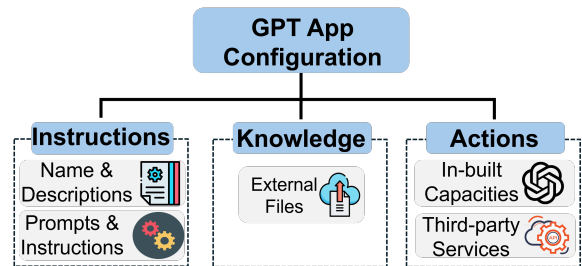 GPT App
Configuration
Instructions
Name &
Descriptions
Prompts &
Instructions
Knowledge
External
Files
Actions
In-built
Capacities
Third-party
Services